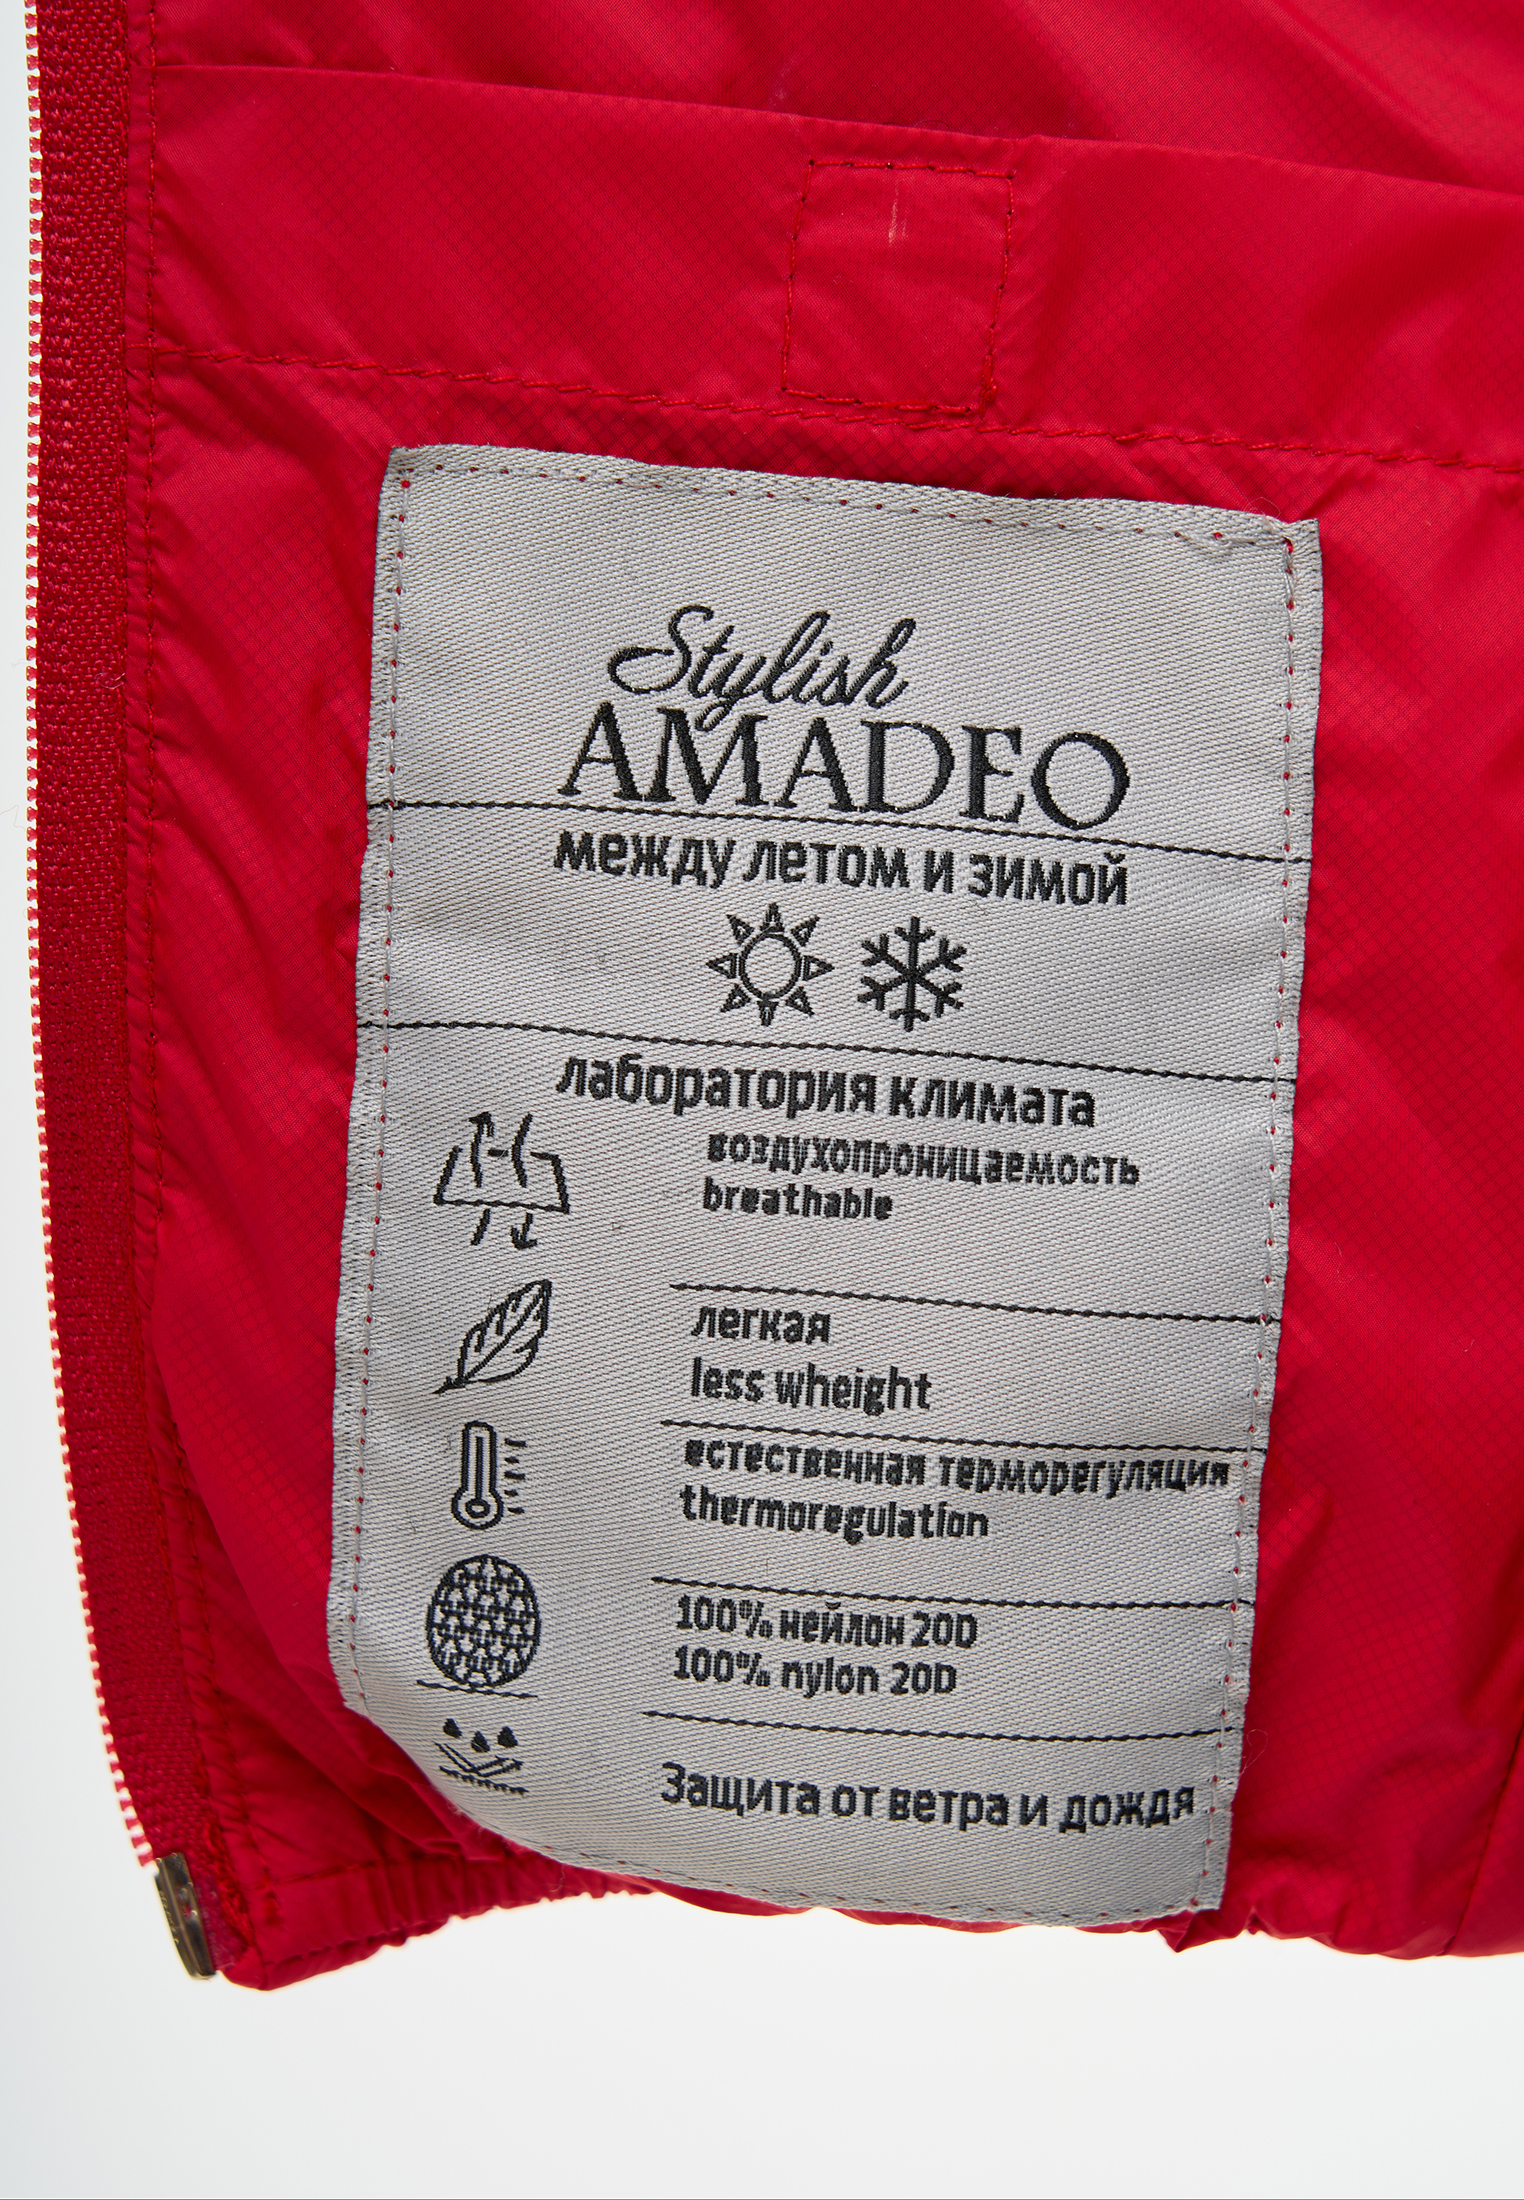 Stylish
AMADEO
между летом и зимой
лаборатория климата
воздухопроницаемость
breathable
легкая
less wheight
естественная терморегуляция
thermoregulation
100% нейлон 20D
100% nylon 20D
Защита от ветра и дождя